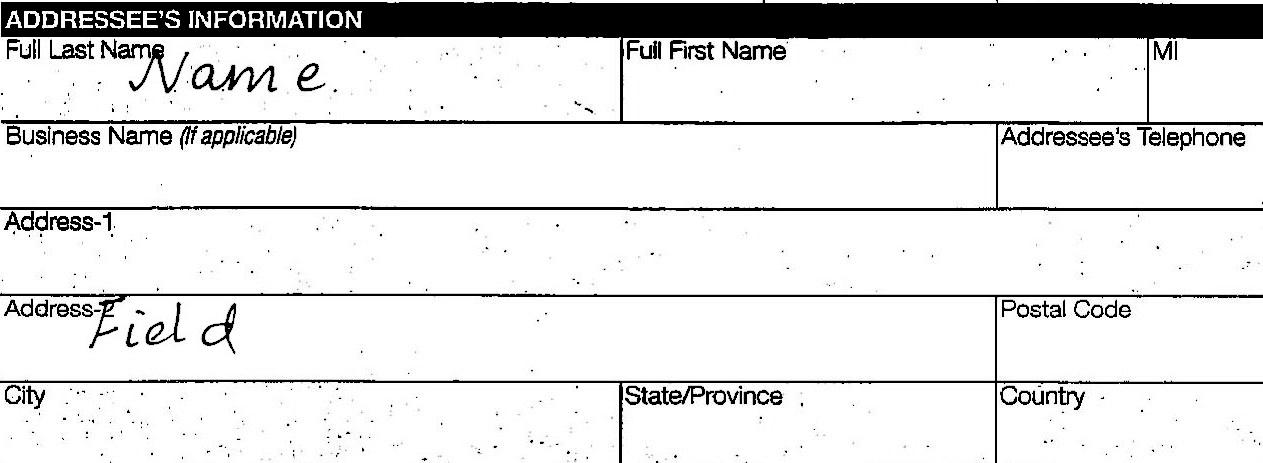 ADDRESSEE'S INFORMATION
Full Last Name Full First Name MI
Name
Business Name (If applicable) Addressee's Telephone
Address-1
Address-2 Postal Code
Field
City State/Province Country